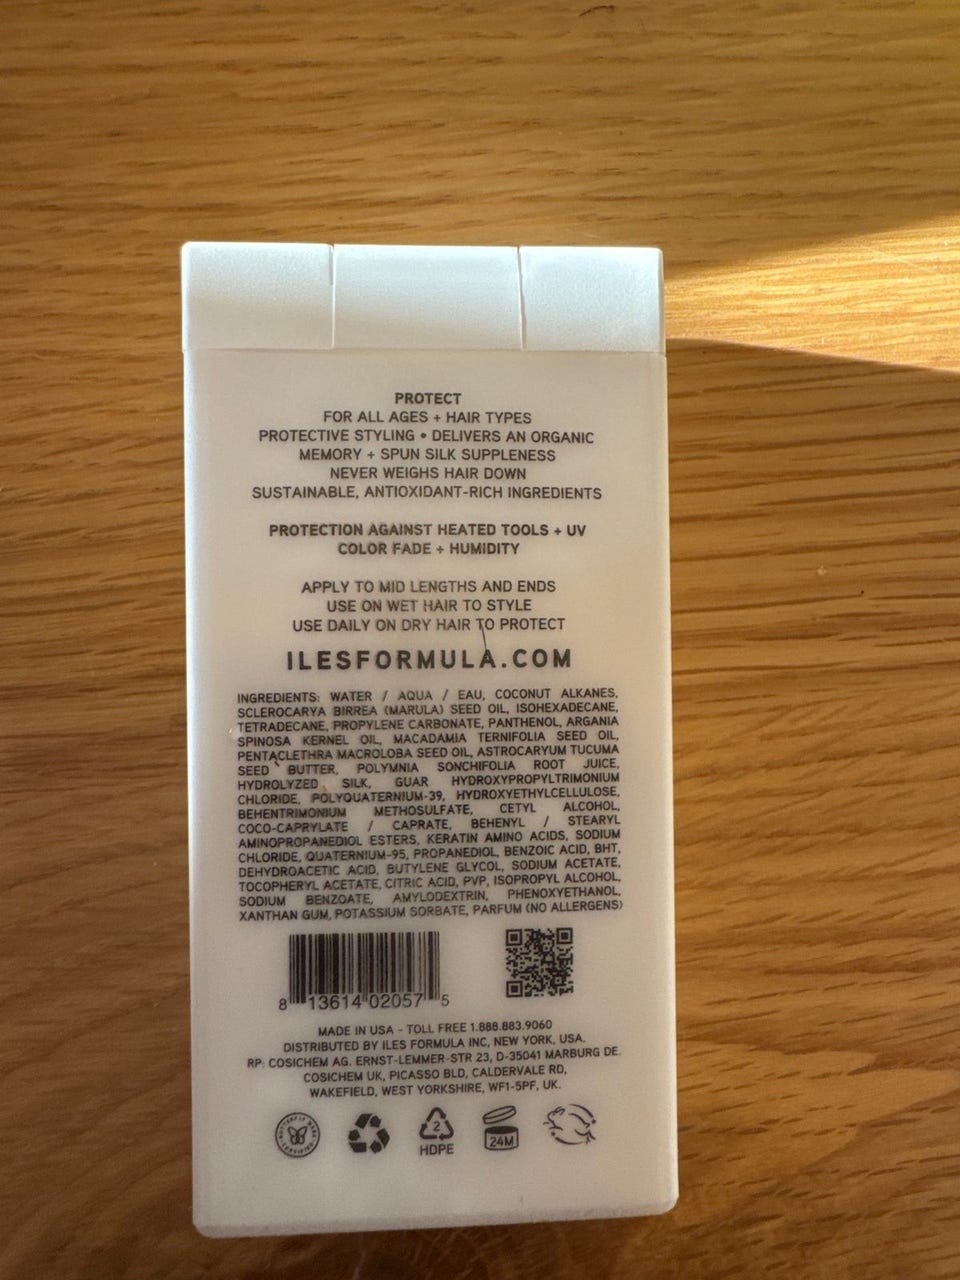 PROTECT
FOR ALL AGES + HAIR TYPES
PROTECTIVE STYLING • DELIVERS AN ORGANIC
MEMORY + SPUN SILK SUPPLENESS
NEVER WEIGHS HAIR DOWN
SUSTAINABLE, ANTIOXIDANT-RICH INGREDIENTS
PROTECTION AGAINST HEATED TOOLS + UV
COLOR FADE + HUMIDITY
APPLY TO MID LENGTHS AND ENDS
USE ON WET HAIR TO STYLE
USE DAILY ON DRY HAIR TO PROTECT
ILESFORMULA.COM
INGREDIENTS: WATER / AQUA / EAU, COCONUT ALKANES,
SCLEROCARYA BIRREA (MARULA) SEED OIL, ISOHEXADECANE,
TETRADECANE, PROPYLENE CARBONATE, PANTHENOL, ARGANIA
SPINOSA KERNEL OIL, MACADAMIA TERNIFOLIA SEED OIL,
PENTACLETHRA MACROLOBA SEED OIL, ASTROCARYUM TUCUMA
SEED BUTTER, POLYMNIA SONCHIFOLIA ROOT JUICE,
HYDROLYZED SILK, GUAR HYDROXYPROPYLTRIMONIUM
CHLORIDE, POLYQUATERNIUM-39, HYDROXYETHYLCELLULOSE,
BEHENTRIMONIUM METHOSULFATE, CETYL ALCOHOL,
COCO-CAPRYLATE / CAPRATE, BEHENYL / STEARYL
AMINOPROPANEDIOL ESTERS, KERATIN AMINO ACIDS, SODIUM
CHLORIDE, QUATERNIUM-95, PROPANEDIOL, BENZOIC ACID, BHT,
DEHYDROACETIC ACID, BUTYLENE GLYCOL, SODIUM ACETATE,
TOCOPHERYL ACETATE, CITRIC ACID, PVP, ISOPROPYL ALCOHOL,
SODIUM BENZOATE, AMYLODEXTRIN, PHENOXYETHANOL,
XANTHAN GUM, POTASSIUM SORBATE, PARFUM (NO ALLERGENS)
8 13614 02057 5
MADE IN USA - TOLL FREE 1.888.883.9060
DISTRIBUTED BY ILES FORMULA INC, NEW YORK, USA.
RP: COSICHEM AG. ERNST-LEMMER-STR 23, D-35041 MARBURG DE.
COSICHEM UK, PICASSO BLD, CALDERVALE RD,
WAKEFIELD, WEST YORKSHIRE, WF1-5PF, UK.
BUTTERFLY MARK
CERTIFIED
2
HDPE
24M